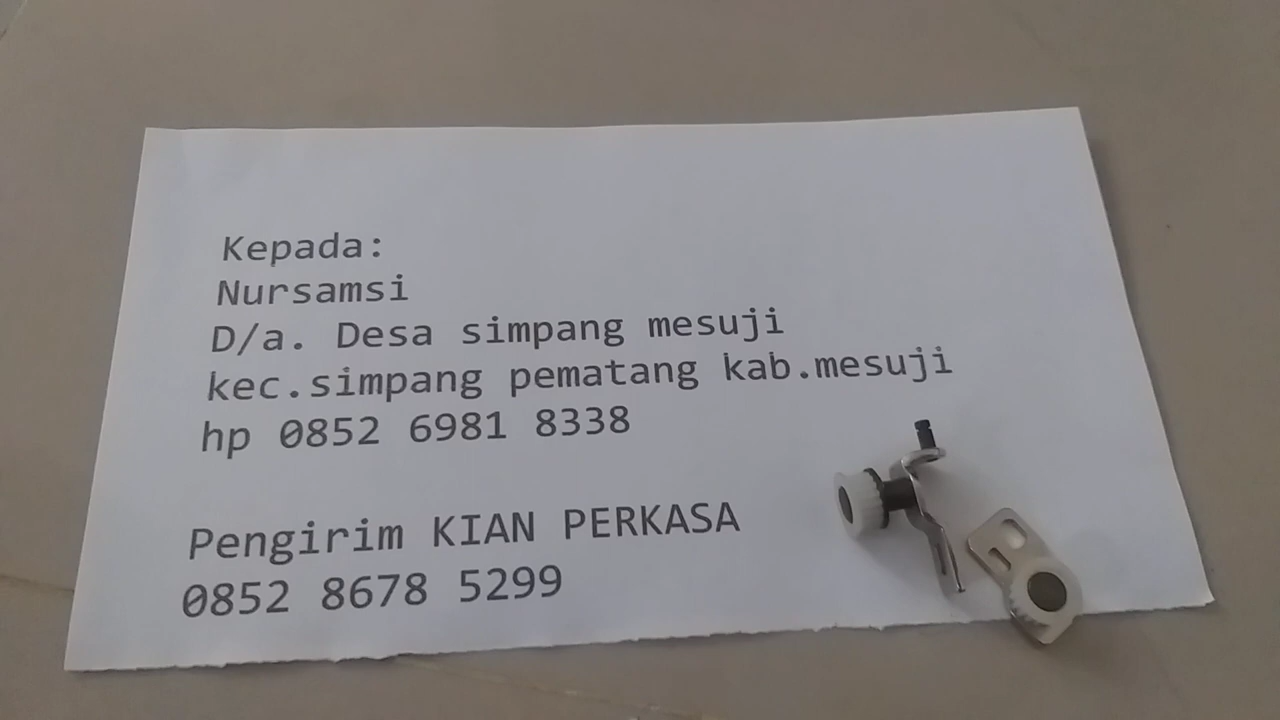 Kepada:
Nursamsi
D/a. Desa simpang mesuji
kec.simpang pematang kab.mesuji
hp 0852 6981 8338
Pengirim KIAN PERKASA
0852 8678 5299